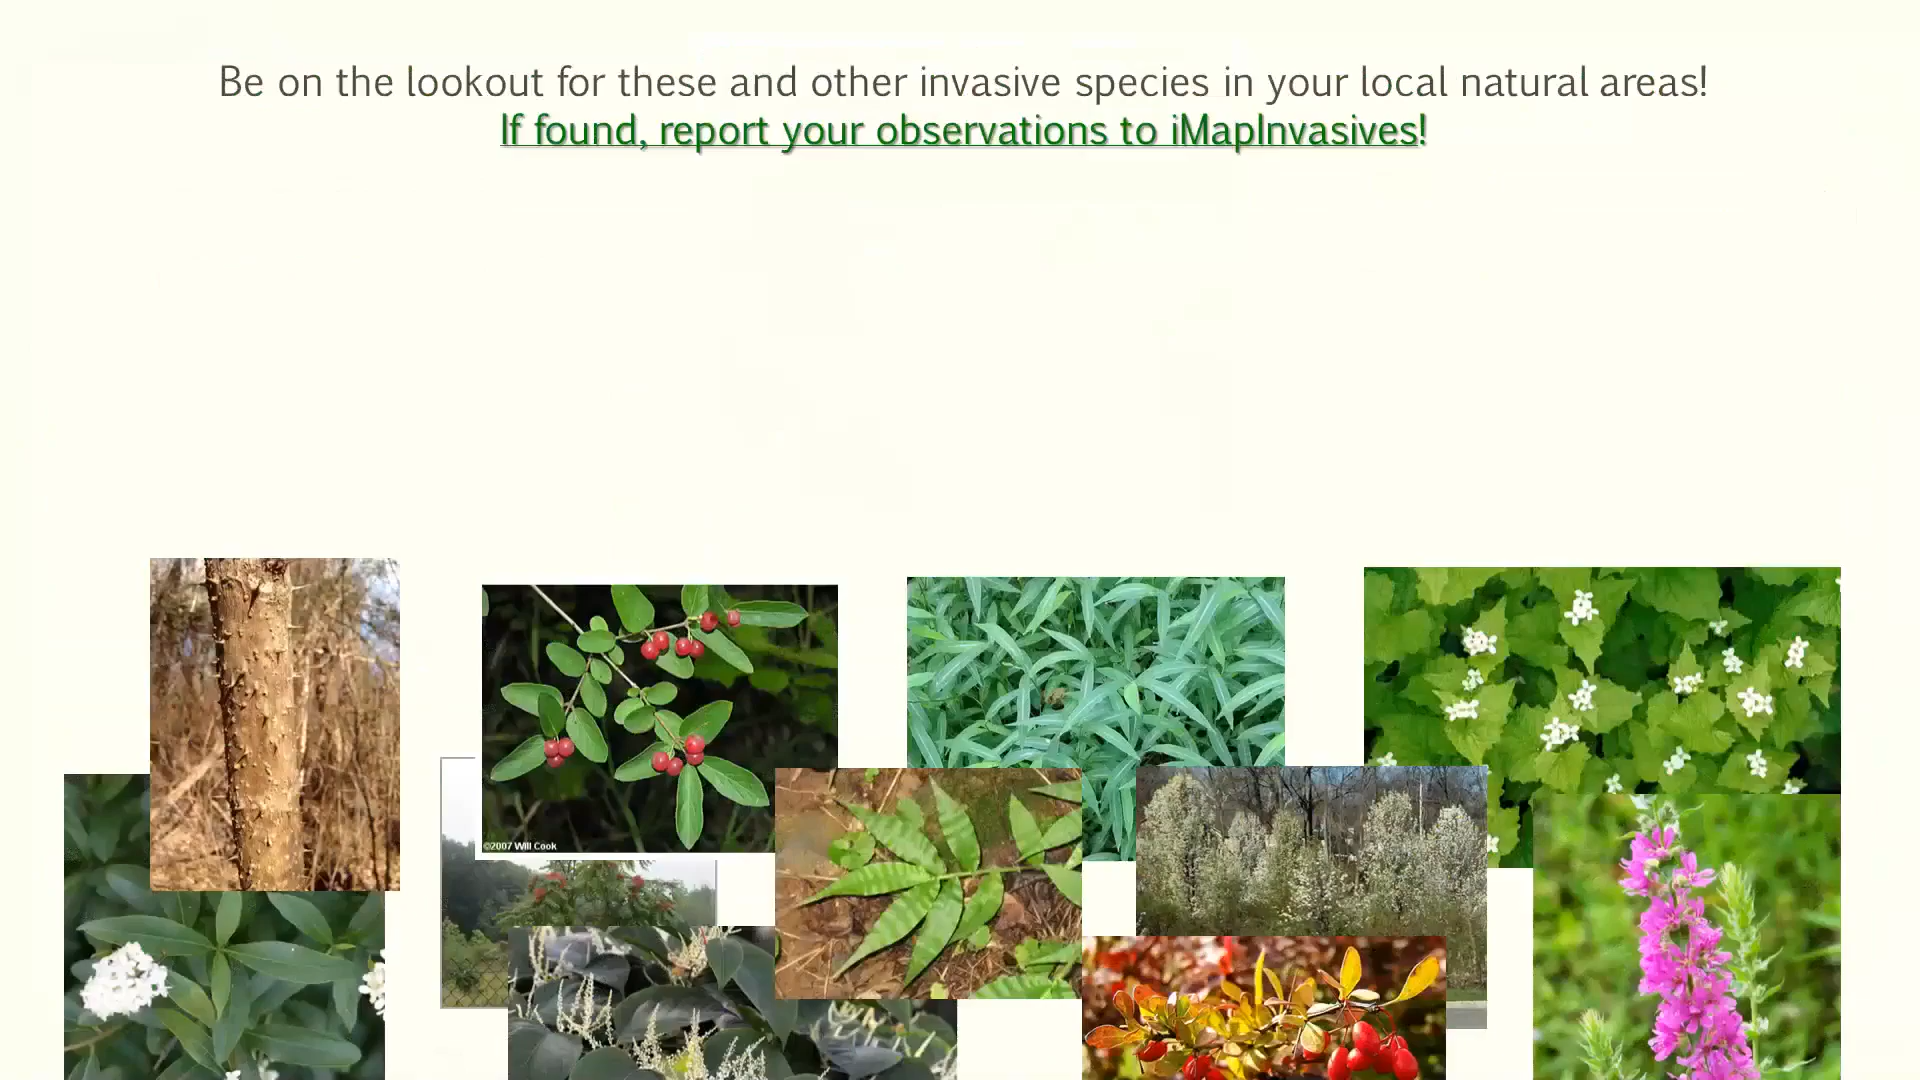 Be on the lookout for these and other invasive species in your local natural areas!
If found, report your observations to iMapInvasives!
©2007 Will Cook